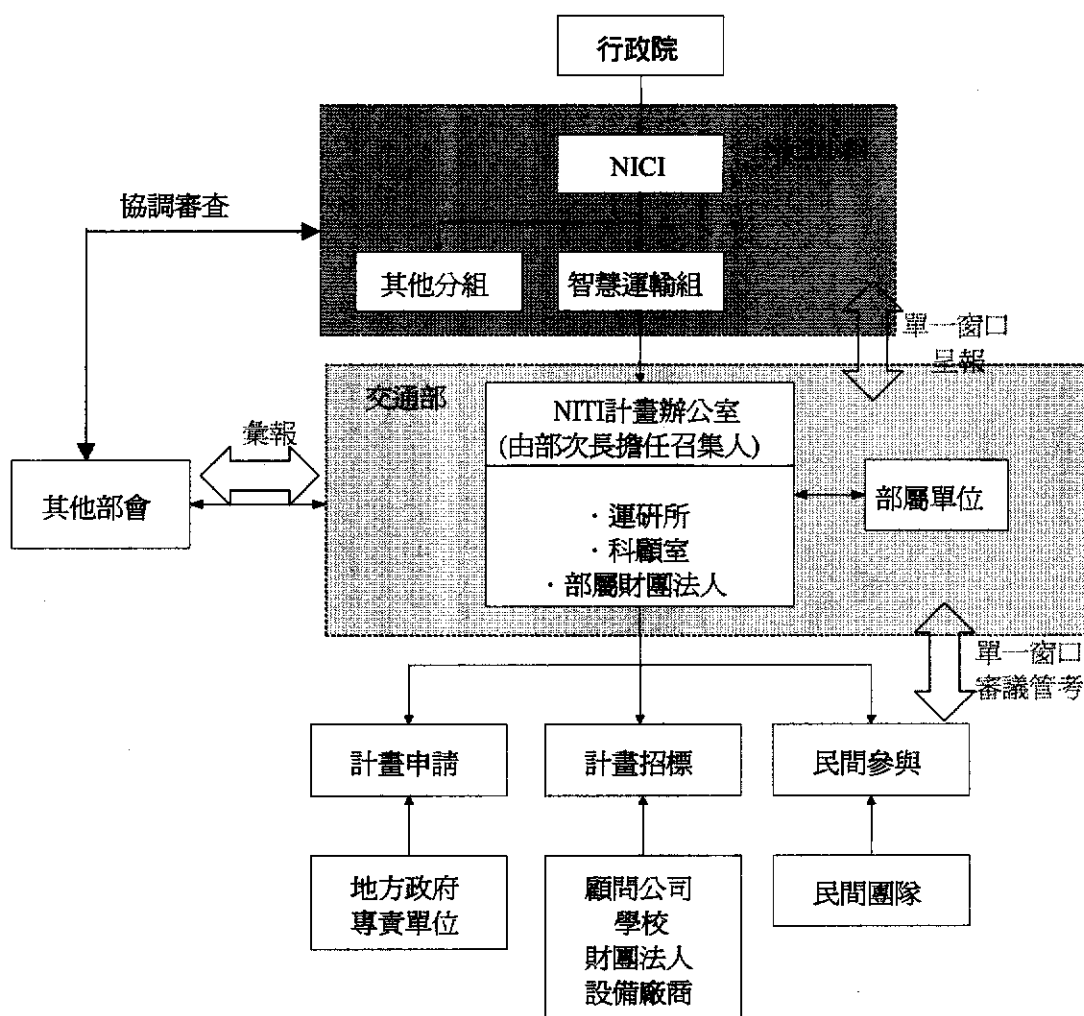 行政院
NICI
協調審查
其他分組
智慧運輸組
單一窗口
呈報
交通部
NITI計畫辦公室
(由部次長擔任召集人)
彙報
其他部會
部屬單位
·運研所
·科顧室
·部屬財團法人
單一窗口
審議管考
計畫申請
計畫招標
民間參與
地方政府
專責單位
顧問公司
學校
財團法人
設備廠商
民間團隊